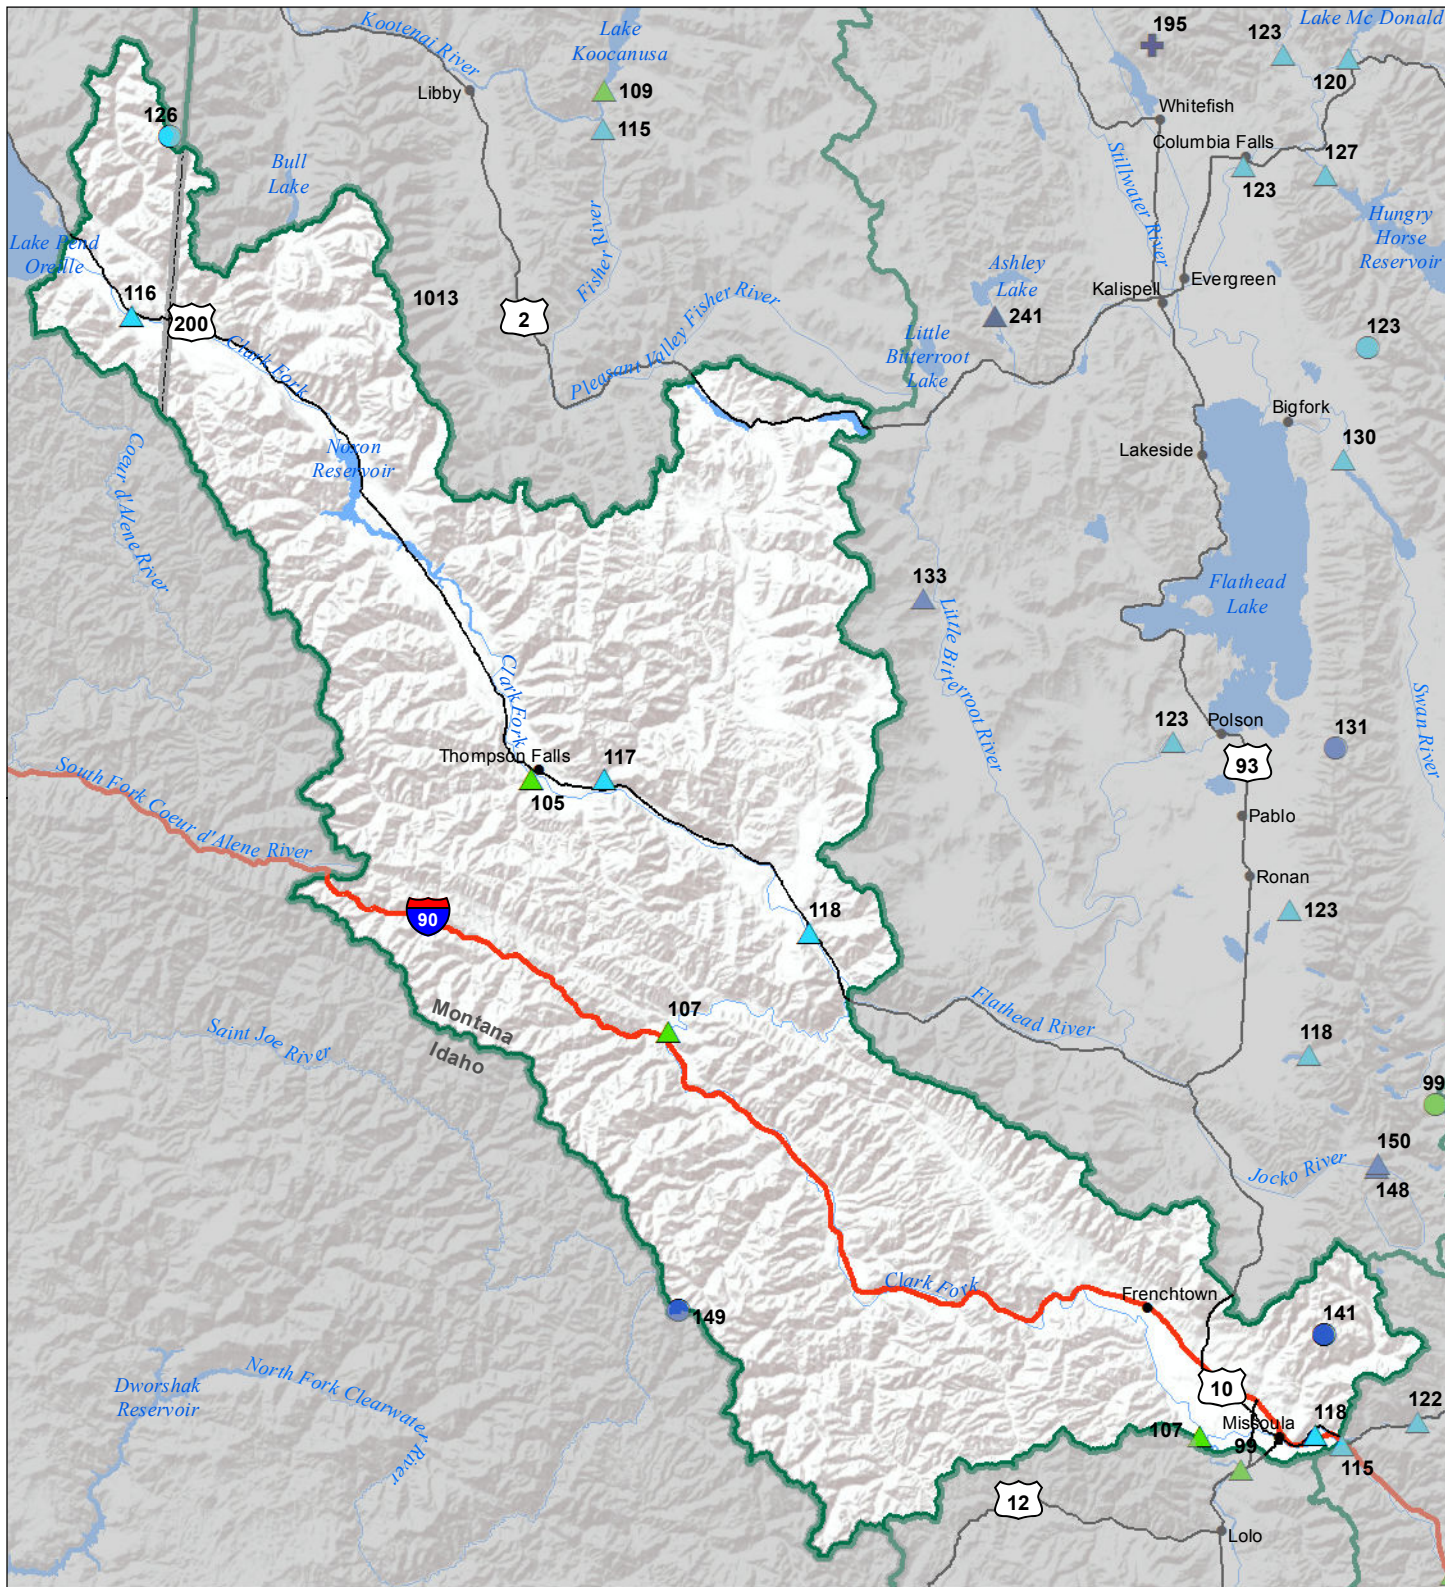 Kootenai River
Lake
Koocanusa
195
123
Lake Mc Donald
120
Libby
109
115
Whitefish
Columbia Falls
123
127
126
Bull
Lake
Stillwater River
Hungry
Horse
Reservoir
Lake Pend
Oreille
Fisher River
Ashley
Lake
Evergreen
Kalispell
116
200
1013
2
241
Clark Fork
Pleasant Valley Fisher River
Little
Bitterroot
Lake
123
Bigfork
Coeur d'Alene River
Noxon
Reservoir
Lakeside
130
133
Little Bitterroot River
Flathead
Lake
Swan River
Clark Fork
Thompson Falls
117
105
123
Polson
131
93
South Fork Coeur d'Alene River
Pablo
Ronan
90
118
123
Montana
Idaho
107
Flathead River
Saint Joe River
118
99
150
148
Jocko River
Clark Fork
Frenchtown
149
141
Dworshak
Reservoir
North Fork Clearwater
River
10
107
Missoula
118
122
99
115
12
Lolo